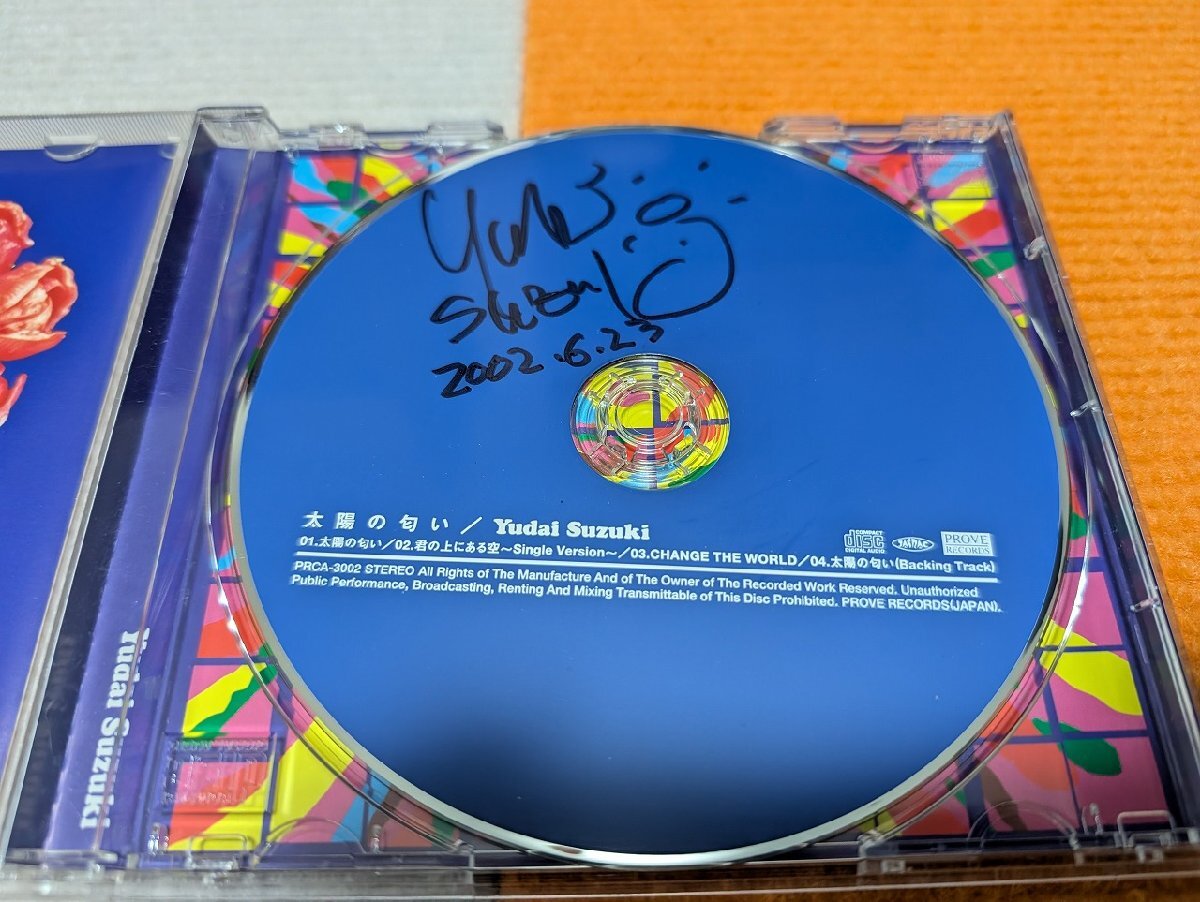 Yudai
Suzuki
2002.6.23
太陽の匂い / Yudai Suzuki
01.太陽の匂い/02.君の上にある空〜Single Version〜/03.CHANGE THE WORLD/04.太陽の匂い(Backing Track)
COMPACT
disc
DIGITAL AUDIO
JASRAC
PROVE
RECORDS
PRCA-3002 STEREO All Rights of The Manufacture And of The Owner of The Recorded Work Reserved. Unauthorized
Public Performance, Broadcasting, Renting And Mixing Transmittable of This Disc Prohibited. PROVE RECORDS(JAPAN).
Yudai Suzuki